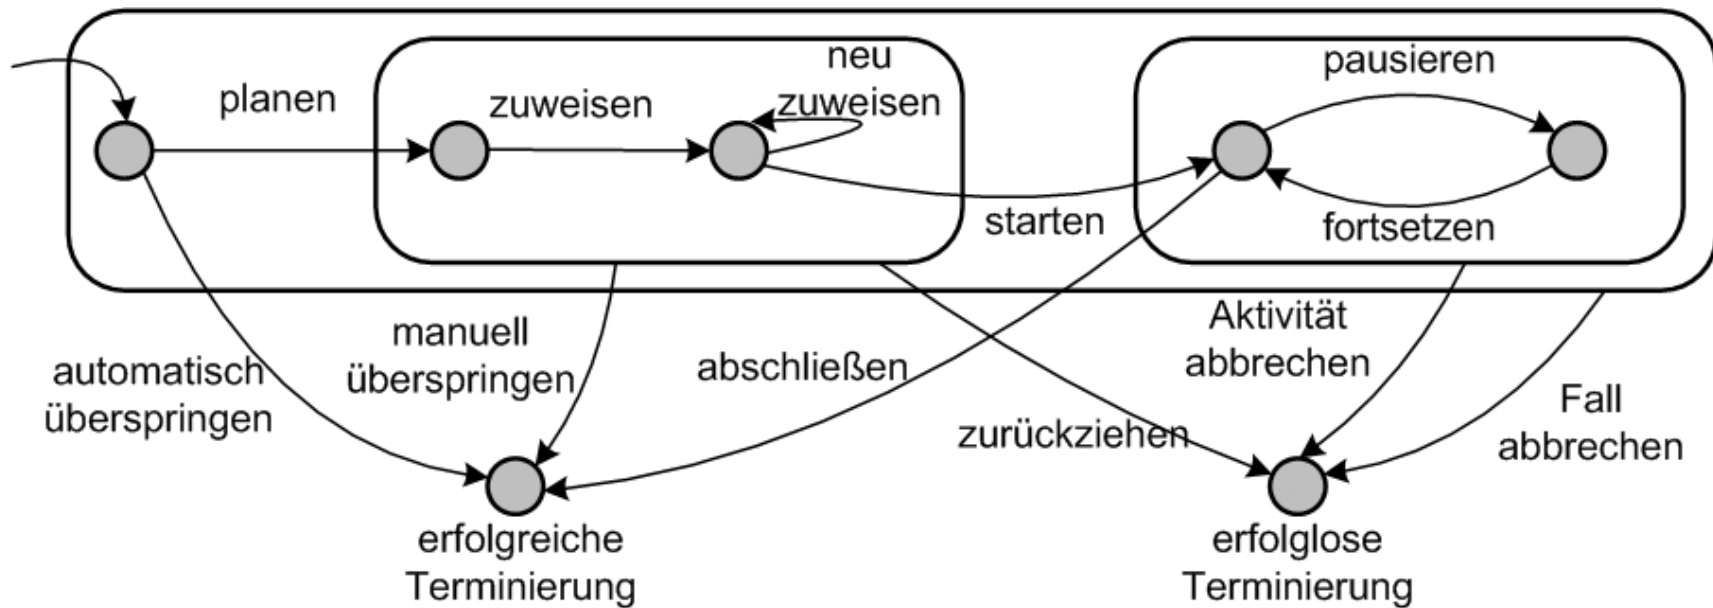 neu
zuweisen
planen
zuweisen
pausieren
starten
fortsetzen
automatisch
überspringen
manuell
überspringen
abschließen
zurückziehen
Aktivität
abbrechen
Fall
abbrechen
erfolgreiche
Terminierung
erfolglose
Terminierung